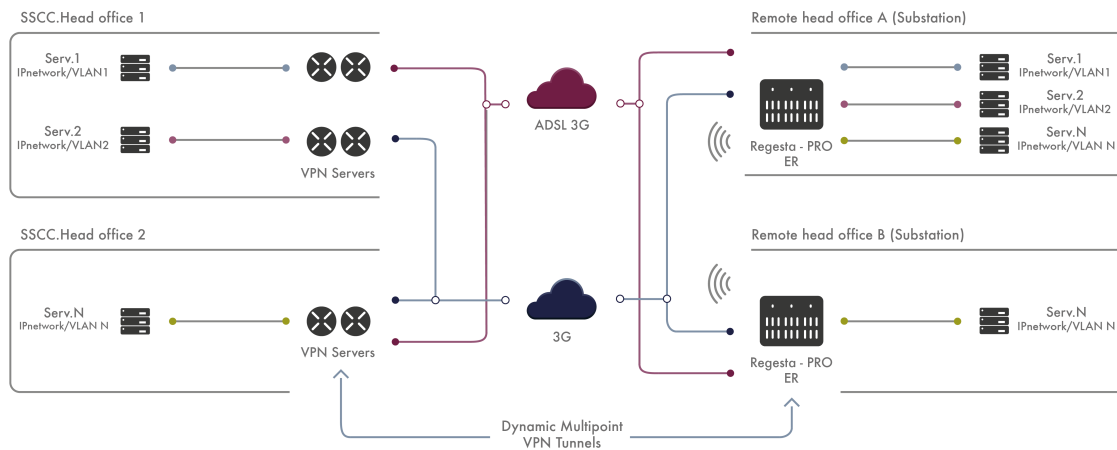 SSCC.Head office 1
Serv.1
IPnetwork/VLAN1
Serv.2
IPnetwork/VLAN2
VPN Servers
SSCC.Head office 2
Serv.N
IPnetwork/VLAN N
VPN Servers
ADSL 3G
3G
Dynamic Multipoint
VPN Tunnels
Remote head office A (Substation)
Regesta - PRO
ER
Serv.1
IPnetwork/VLAN1
Serv.2
IPnetwork/VLAN2
Serv.N
IPnetwork/VLAN N
Remote head office B (Substation)
Regesta - PRO
ER
Serv.N
IPnetwork/VLAN N